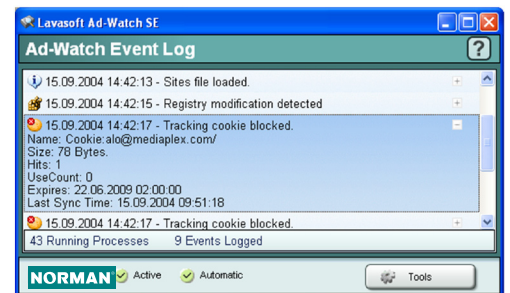 Lavasoft Ad-Watch SE
Ad-Watch Event Log
?
15.09.2004 14:42:13 - Sites file loaded.
15.09.2004 14:42:15 - Registry modification detected
15.09.2004 14:42:17 - Tracking cookie blocked.
Name: Cookie:alo@mediaplex.com/
Size: 78 Bytes.
Hits: 1
UseCount: 0
Expires: 22.06.2009 02:00:00
Last Sync Time: 15.09.2004 09:51:18
15.09.2004 14:42:17 - Tracking cookie blocked.
43 Running Processes 9 Events Logged
NORMAN Active Automatic Tools